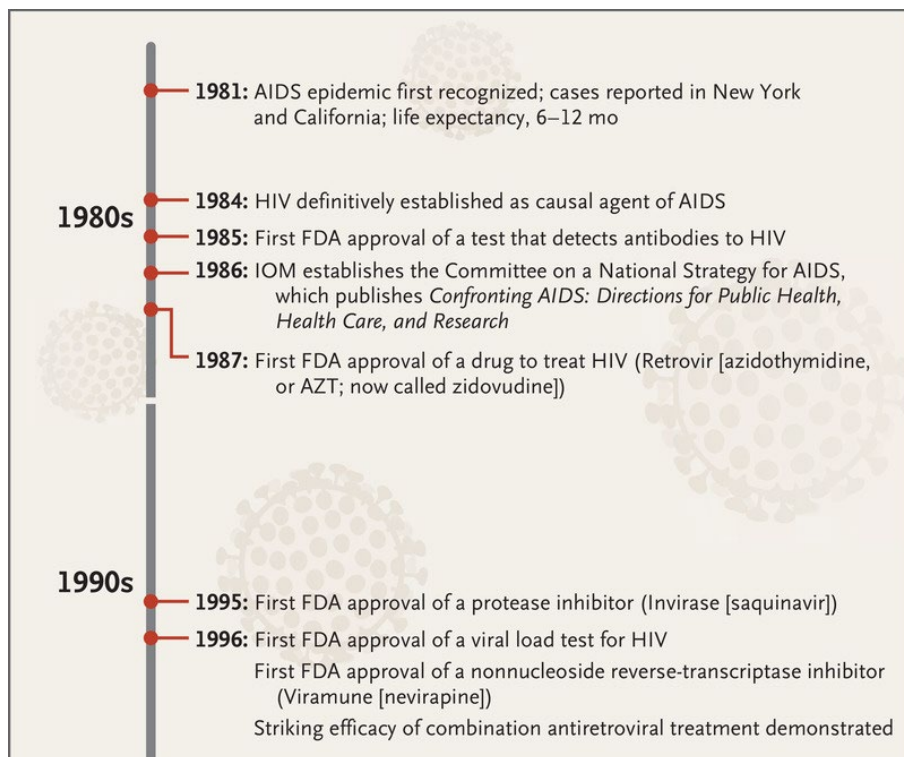 1981: AIDS epidemic first recognized; cases reported in New York
and California; life expectancy, 6–12 mo
1980s
1984: HIV definitively established as causal agent of AIDS
1985: First FDA approval of a test that detects antibodies to HIV
1986: IOM establishes the Committee on a National Strategy for AIDS,
which publishes Confronting AIDS: Directions for Public Health,
Health Care, and Research
1987: First FDA approval of a drug to treat HIV (Retrovir [azidothymidine,
or AZT; now called zidovudine])
1990s
1995: First FDA approval of a protease inhibitor (Invirase [saquinavir])
1996: First FDA approval of a viral load test for HIV
First FDA approval of a nonnucleoside reverse-transcriptase inhibitor
(Viramune [nevirapine])
Striking efficacy of combination antiretroviral treatment demonstrated